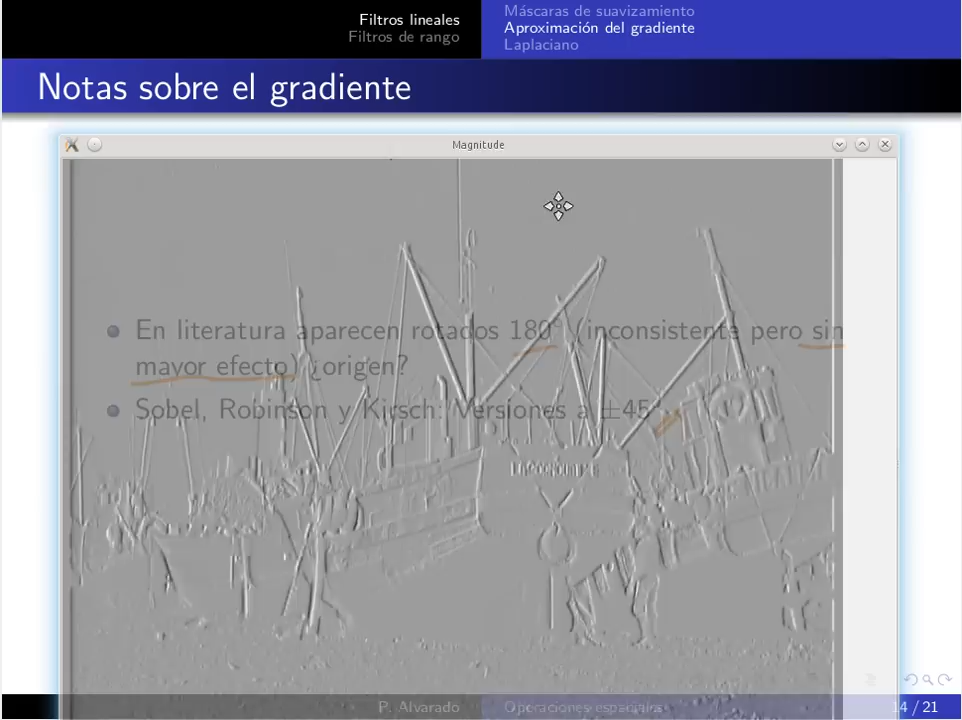 Filtros lineales
Filtros de rango
Máscaras de suavizamiento
Aproximación del gradiente
Laplaciano
Notas sobre el gradiente
Magnitude
En literatura aparecen rotados 180° (inconsistente pero sin
mayor efecto) ¿origen?
Sobel, Robinson y Kirsch: Versiones a ±45°
P. Alvarado
Operaciones espaciales
14 / 21